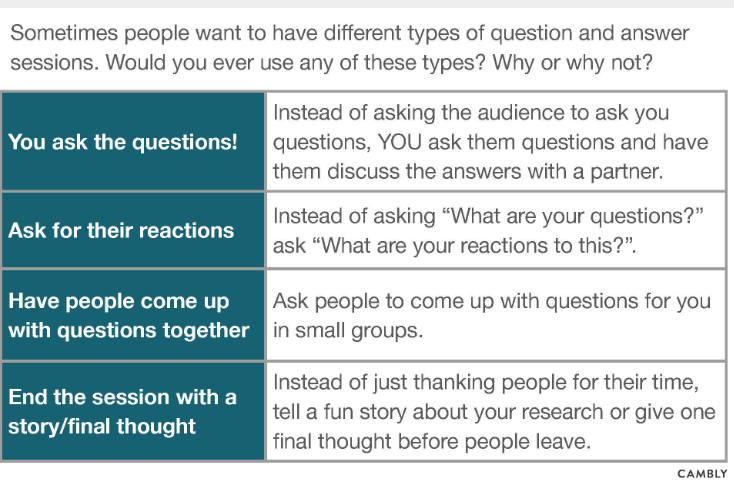 Sometimes people want to have different types of question and answer
sessions. Would you ever use any of these types? Why or why not?
You ask the questions!
Instead of asking the audience to ask you
questions, YOU ask them questions and have
them discuss the answers with a partner.
Ask for their reactions
Instead of asking “What are your questions?”
ask “What are your reactions to this?”.
Have people come up
with questions together
Ask people to come up with questions for you
in small groups.
End the session with a
story/final thought
Instead of just thanking people for their time,
tell a fun story about your research or give one
final thought before people leave.
CAMBLY